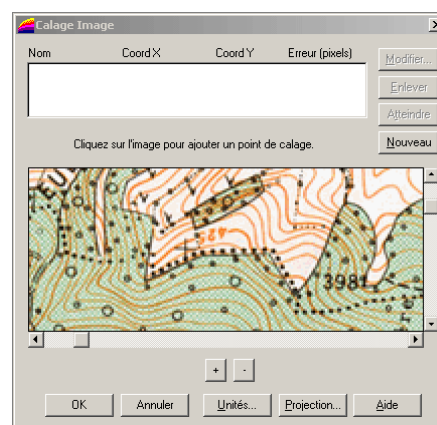 Calage Image
Nom Coord X Coord Y Erreur (pixels)
Modifier...
Enlever
Atteindre
Nouveau
Cliquez sur l'image pour ajouter un point de calage.
425
3981
+ -
OK Annuler Unités... Projection... Aide